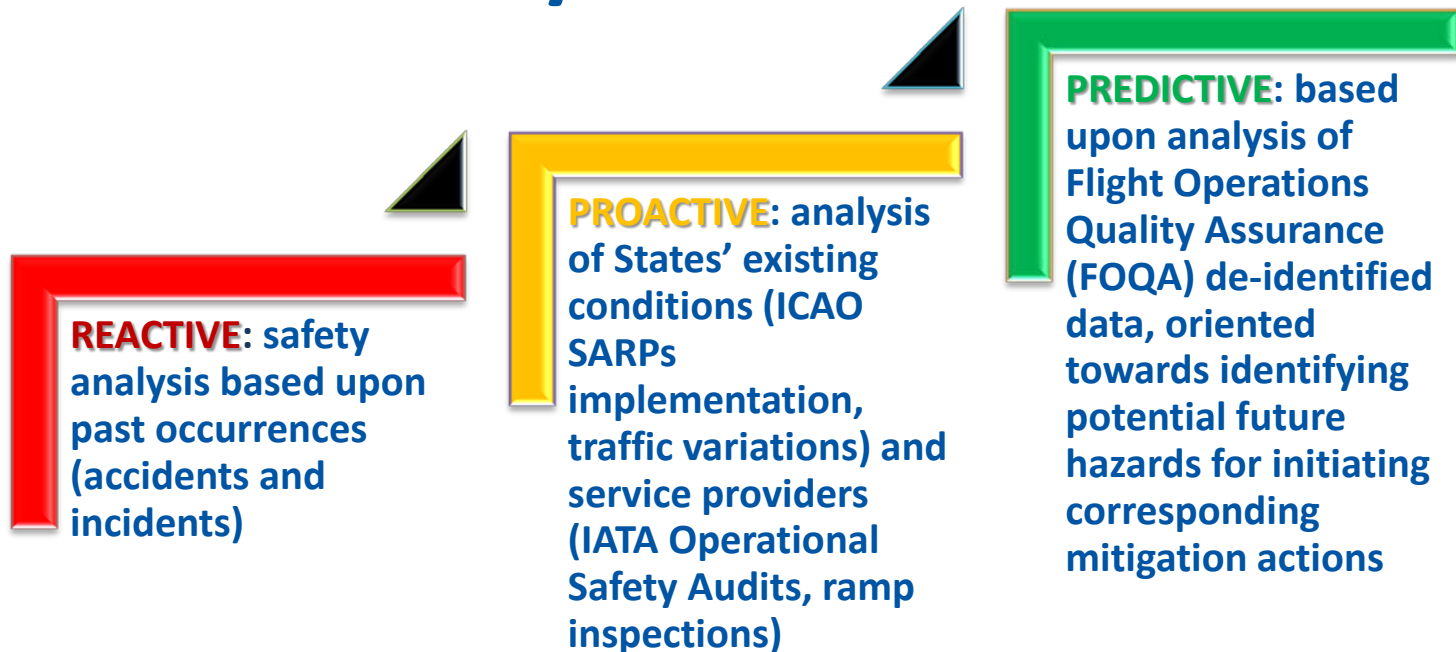 REACTIVE: safety
analysis based upon
past occurrences
(accidents and
incidents)
PROACTIVE: analysis
of States’ existing
conditions (ICAO
SARPs
implementation,
traffic variations) and
service providers
(IATA Operational
Safety Audits, ramp
inspections)
PREDICTIVE: based
upon analysis of
Flight Operations
Quality Assurance
(FOQA) de-identified
data, oriented
towards identifying
potential future
hazards for initiating
corresponding
mitigation actions